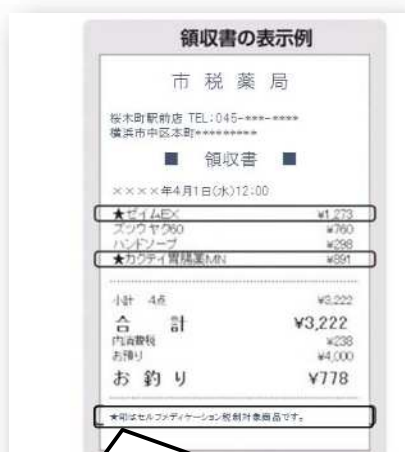 領収書の表示例
市税薬局
桜木町駅前店 TEL:045-***-****
横浜市中区本町*********
■ 領収書 ■
××××年4月1日(水)12:00
★ゼイムEX ¥1,273
ズツウヤク60 ¥760
ハンドソープ ¥298
★カクテイ胃腸薬MN ¥891
小計 4点 ¥3,222
合計 ¥3,222
内消費税 ¥238
お預り ¥4,000
お釣り ¥778
★印はセルフメディケーション税制対象商品です。